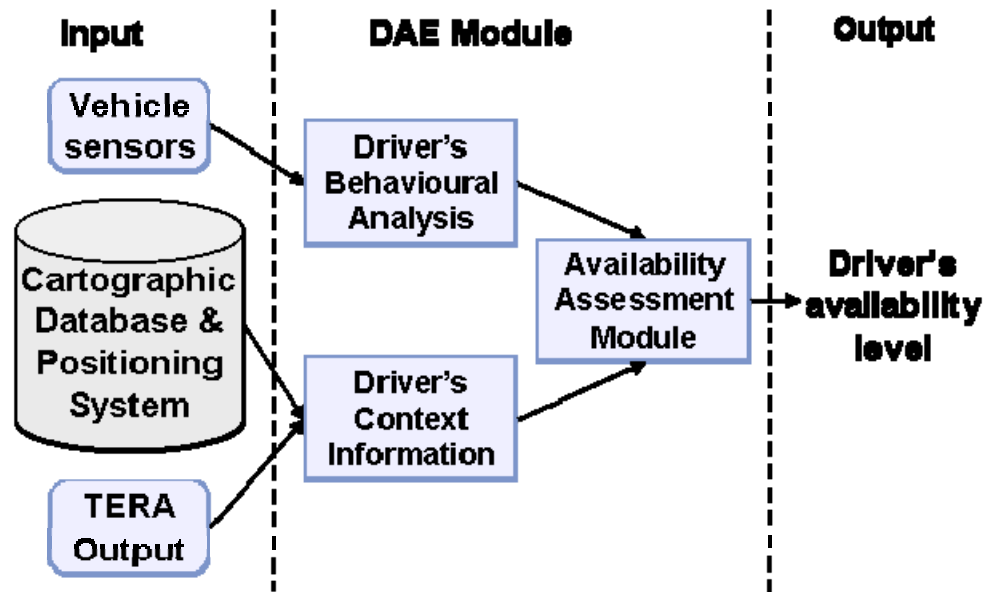 Input
DAE Module
Output
Vehicle
sensors
Driver's
Behavioural
Analysis
Cartographic
Database &
Positioning
System
Availability
Assessment
Module
Driver's
availability
level
Driver's
Context
Information
TERA
Output